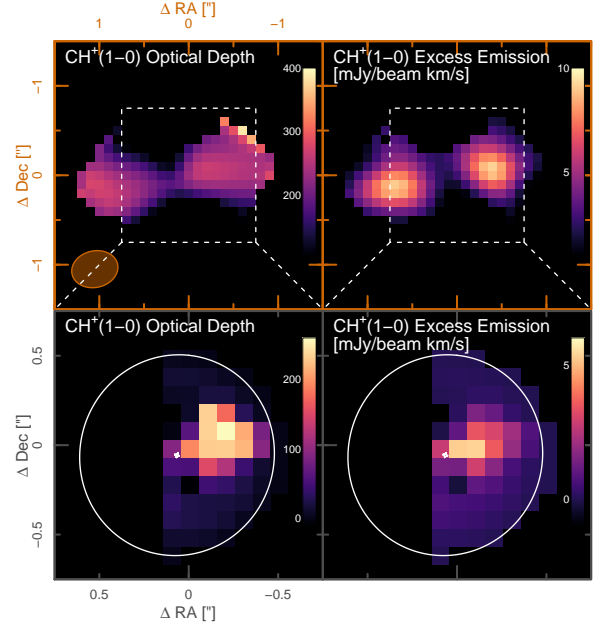 Δ RA ["]
1 0 −1
CH+(1−0) Optical Depth
400
300
200
CH+(1−0) Excess Emission
[mJy/beam km/s]
10
5
0
Δ Dec ["]
−1
0
−1
CH+(1−0) Optical Depth
200
100
0
CH+(1−0) Excess Emission
[mJy/beam km/s]
5
0
Δ Dec ["]
0.5
0
−0.5
0.5 0 −0.5
Δ RA ["]